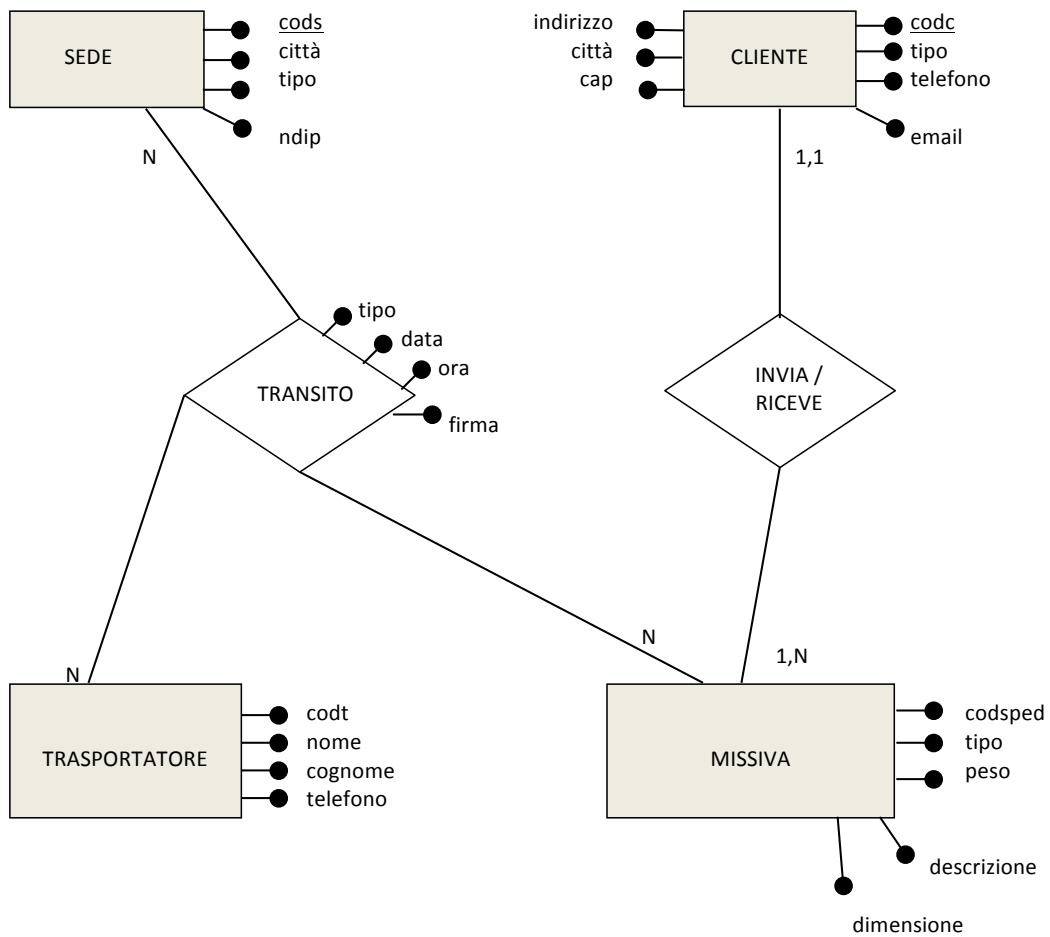 SEDE
cods
città
tipo
ndip
N
indirizzo
città
cap
CLIENTE
codc
tipo
telefono
email
1,1
tipo
data
ora
firma
TRANSITO
INVIA /
RICEVE
N
N
1,N
TRASPORTATORE
codt
nome
cognome
telefono
MISSIVA
codsped
tipo
peso
descrizione
dimensione